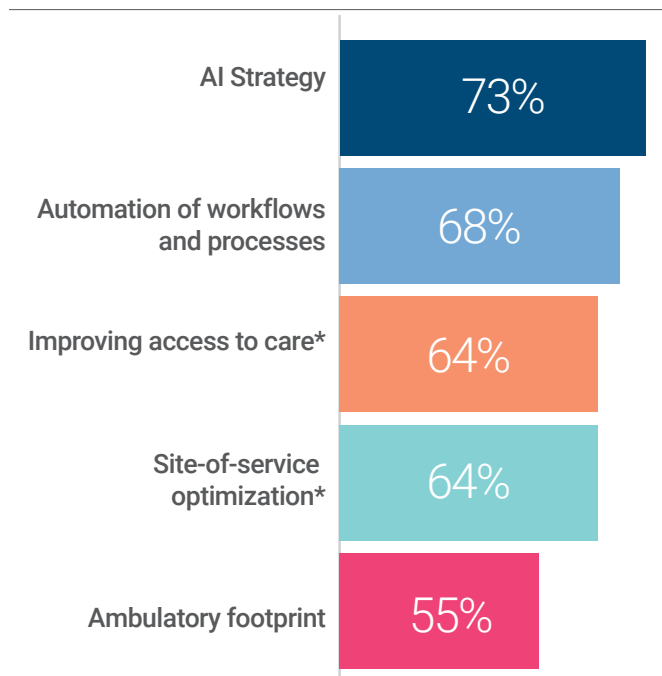 AI Strategy
73%
Automation of workflows
and processes
68%
Improving access to care*
64%
Site-of-service
optimization*
64%
Ambulatory footprint
55%